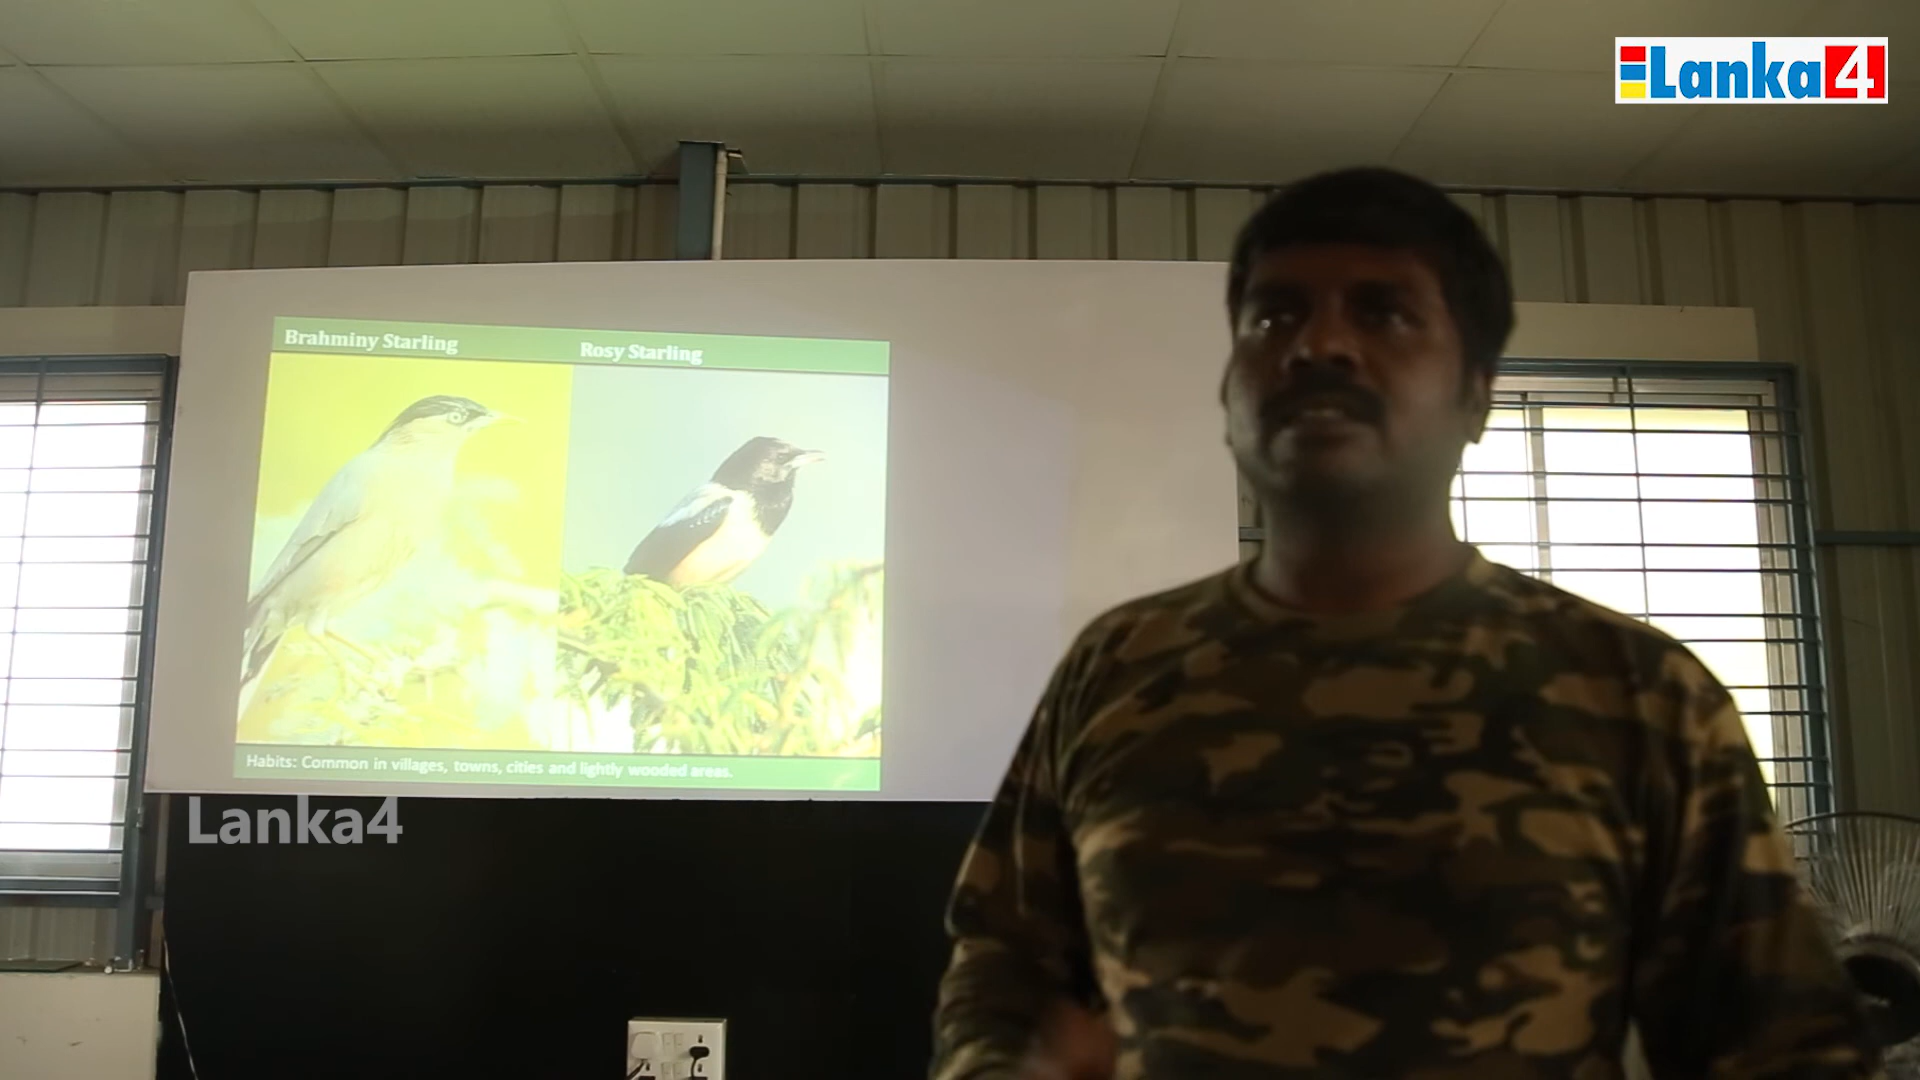 Lanka4
Brahminy Starling
Rosy Starling
Habits: Common in villages, towns, cities and lightly wooded areas.
Lanka4